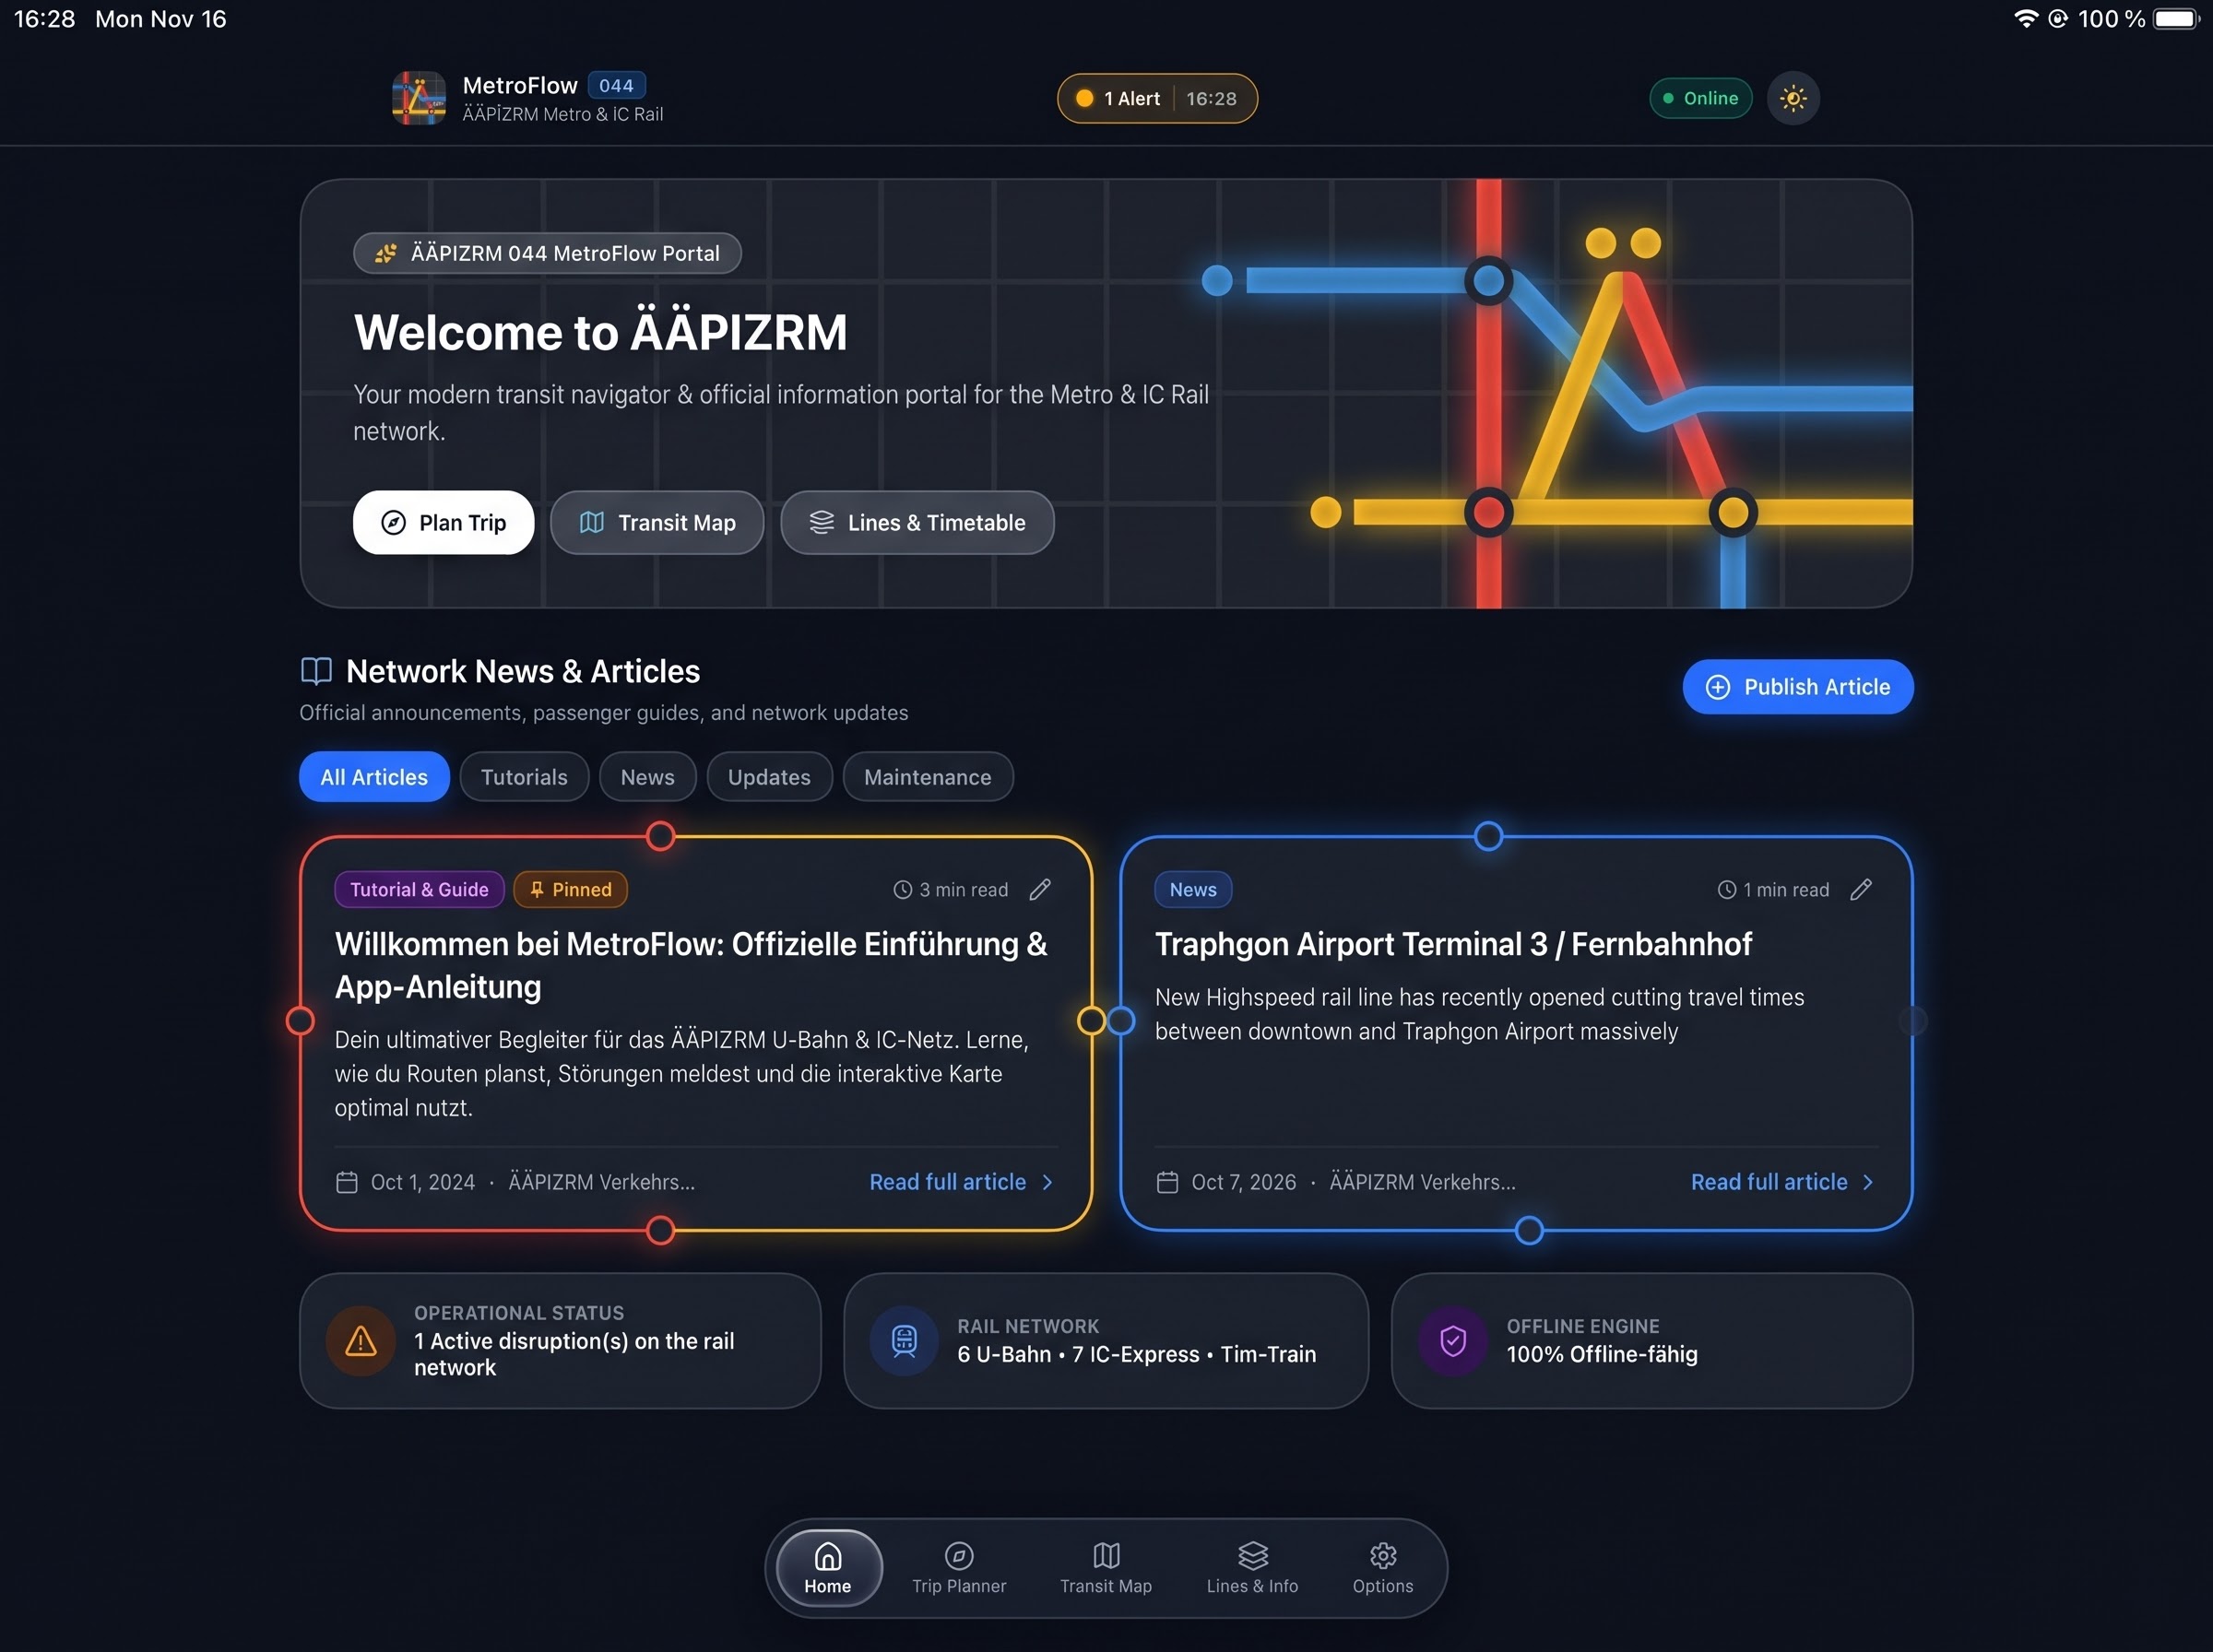 16:28 Mon Nov 16
100 %
MetroFlow 044
ÄÄPİZRM Metro & İC Rail
1 Alert 16:28
Online
ÄÄPIZRM 044 MetroFlow Portal
Welcome to ÄÄPIZRM
Your modern transit navigator & official information portal for the Metro & IC Rail
network.
Plan Trip
Transit Map
Lines & Timetable
Network News & Articles
Official announcements, passenger guides, and network updates
Publish Article
All Articles
Tutorials
News
Updates
Maintenance
Tutorial & Guide
Pinned
3 min read
Willkommen bei MetroFlow: Offizielle Einführung &
App-Anleitung
Dein ultimativer Begleiter für das ÄÄPIZRM U-Bahn & IC-Netz. Lerne,
wie du Routen planst, Störungen meldest und die interaktive Karte
optimal nutzt.
Oct 1, 2024 · ÄÄPIZRM Verkehrs...
Read full article
News
1 min read
Traphgon Airport Terminal 3 / Fernbahnhof
New Highspeed rail line has recently opened cutting travel times
between downtown and Traphgon Airport massively
Oct 7, 2026 · ÄÄPIZRM Verkehrs...
Read full article
OPERATIONAL STATUS
1 Active disruption(s) on the rail
network
RAIL NETWORK
6 U-Bahn • 7 IC-Express • Tim-Train
OFFLINE ENGINE
100% Offline-fähig
Home
Trip Planner
Transit Map
Lines & Info
Options